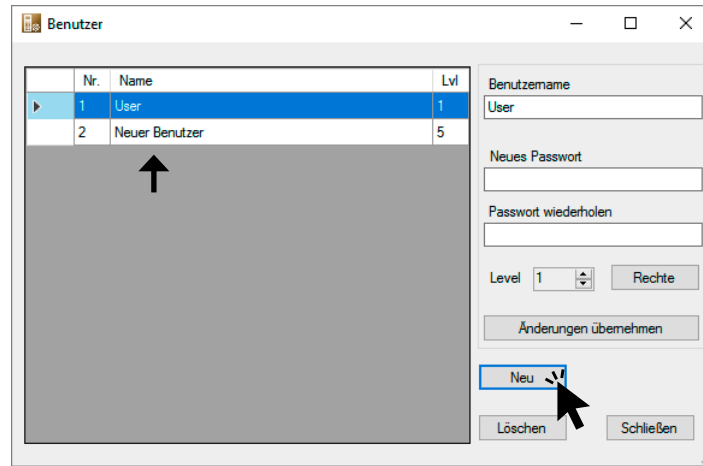 Benutzer
Nr. Name Lvl
1 User 1
2 Neuer Benutzer 5
Benutzername
User
Neues Passwort
Passwort wiederholen
Level 1 Rechte
Änderungen übernehmen
Neu
Löschen Schließen